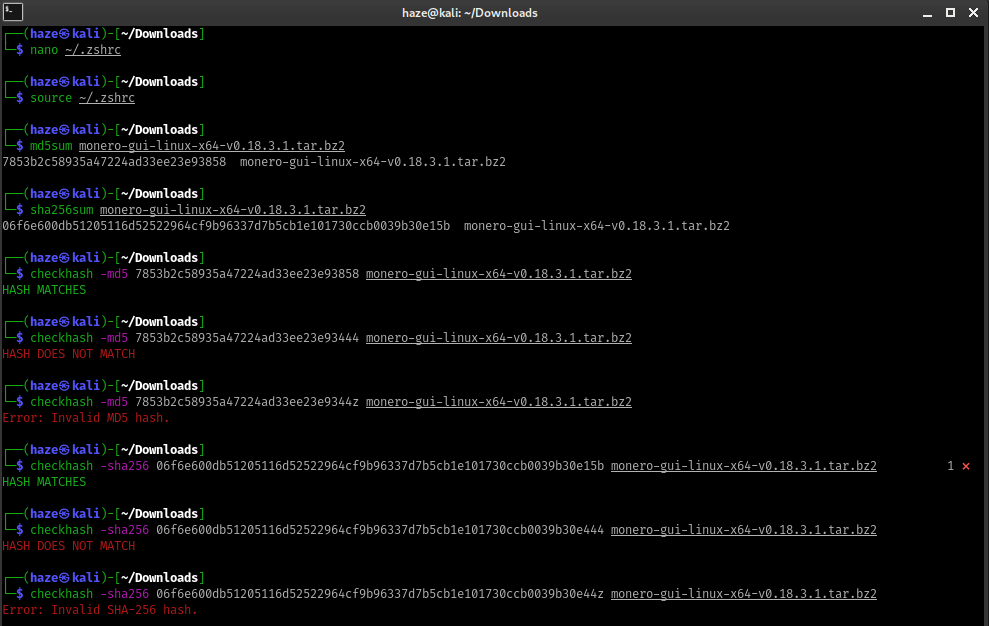 haze@kali: ~/Downloads
┌──(haze㉿kali)-[~/Downloads]
└─$ nano ~/.zshrc
┌──(haze㉿kali)-[~/Downloads]
└─$ source ~/.zshrc
┌──(haze㉿kali)-[~/Downloads]
└─$ md5sum monero-gui-linux-x64-v0.18.3.1.tar.bz2
7853b2c58935a47224ad33ee23e93858  monero-gui-linux-x64-v0.18.3.1.tar.bz2
┌──(haze㉿kali)-[~/Downloads]
└─$ sha256sum monero-gui-linux-x64-v0.18.3.1.tar.bz2
06f6e600db51205116d52522964cf9b96337d7b5cb1e101730ccb0039b30e15b  monero-gui-linux-x64-v0.18.3.1.tar.bz2
┌──(haze㉿kali)-[~/Downloads]
└─$ checkhash -md5 7853b2c58935a47224ad33ee23e93858 monero-gui-linux-x64-v0.18.3.1.tar.bz2
HASH MATCHES
┌──(haze㉿kali)-[~/Downloads]
└─$ checkhash -md5 7853b2c58935a47224ad33ee23e93444 monero-gui-linux-x64-v0.18.3.1.tar.bz2
HASH DOES NOT MATCH
┌──(haze㉿kali)-[~/Downloads]
└─$ checkhash -md5 7853b2c58935a47224ad33ee23e9344z monero-gui-linux-x64-v0.18.3.1.tar.bz2
Error: Invalid MD5 hash.
┌──(haze㉿kali)-[~/Downloads]
└─$ checkhash -sha256 06f6e600db51205116d52522964cf9b96337d7b5cb1e101730ccb0039b30e15b monero-gui-linux-x64-v0.18.3.1.tar.bz2 1 ⨯
HASH MATCHES
┌──(haze㉿kali)-[~/Downloads]
└─$ checkhash -sha256 06f6e600db51205116d52522964cf9b96337d7b5cb1e101730ccb0039b30e444 monero-gui-linux-x64-v0.18.3.1.tar.bz2
HASH DOES NOT MATCH
┌──(haze㉿kali)-[~/Downloads]
└─$ checkhash -sha256 06f6e600db51205116d52522964cf9b96337d7b5cb1e101730ccb0039b30e44z monero-gui-linux-x64-v0.18.3.1.tar.bz2
Error: Invalid SHA-256 hash.